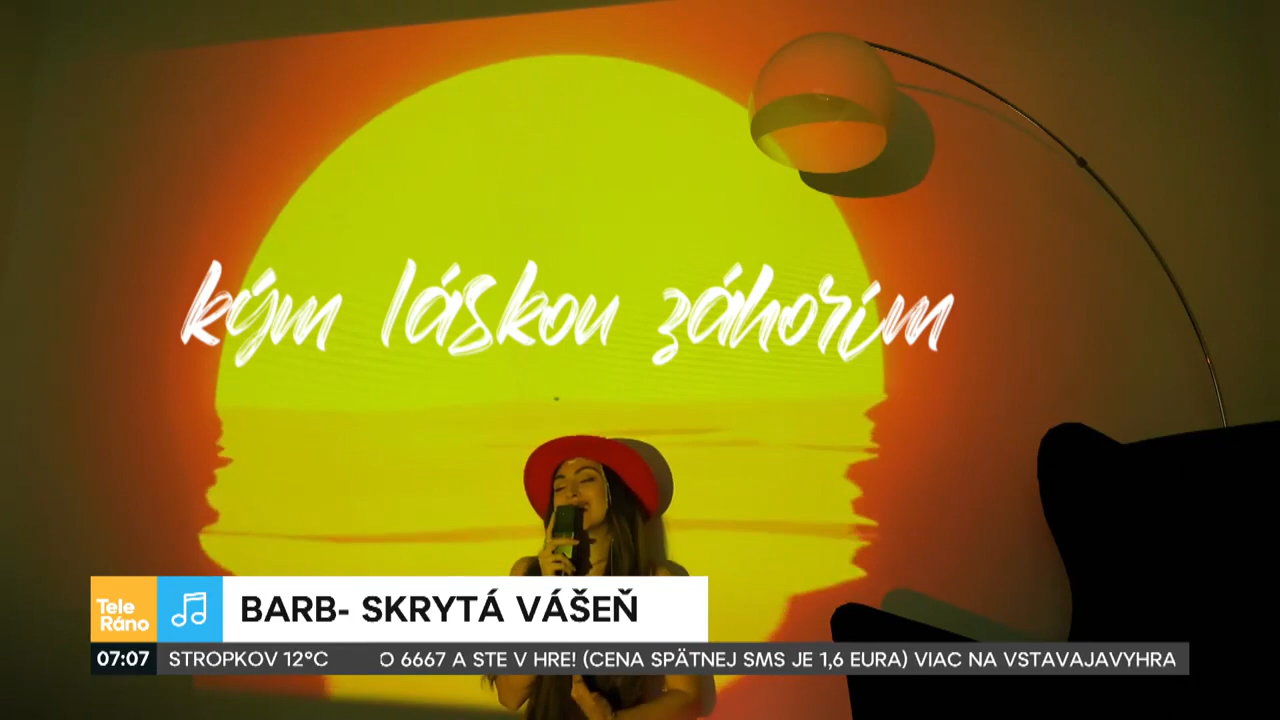 kým láskou záhorím
Tele
Ráno
BARB- SKRYTÁ VÁŠEŇ
07:07 STROPKOV 12°C O 6667 A STE V HRE! (CENA SPÄTNEJ SMS JE 1,6 EURA) VIAC NA VSTAVAJAVYHRA